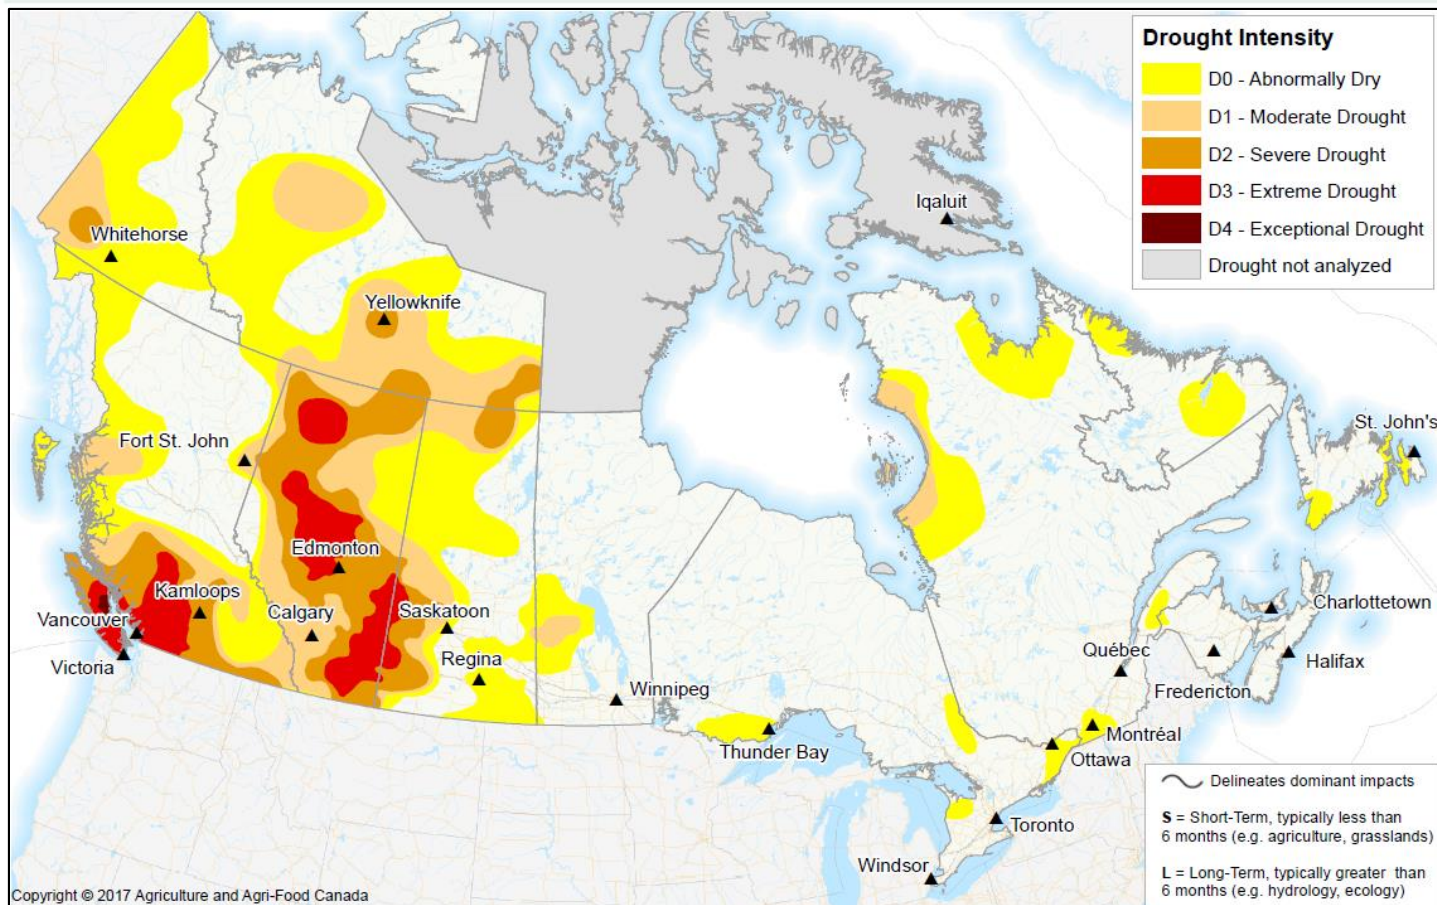 Drought Intensity
D0 - Abnormally Dry
D1 - Moderate Drought
D2 - Severe Drought
D3 - Extreme Drought
D4 - Exceptional Drought
Drought not analyzed
Iqaluit
Whitehorse
Yellowknife
Fort St. John
St. John's
Edmonton
Kamloops
Calgary
Saskatoon
Vancouver
Victoria
Regina
Winnipeg
Thunder Bay
Charlottetown
Québec
Halifax
Fredericton
Montréal
Ottawa
Toronto
Windsor
Delineates dominant impacts
S = Short-Term, typically less than
6 months (e.g. agriculture, grasslands)
L = Long-Term, typically greater than
6 months (e.g. hydrology, ecology)
Copyright © 2017 Agriculture and Agri-Food Canada